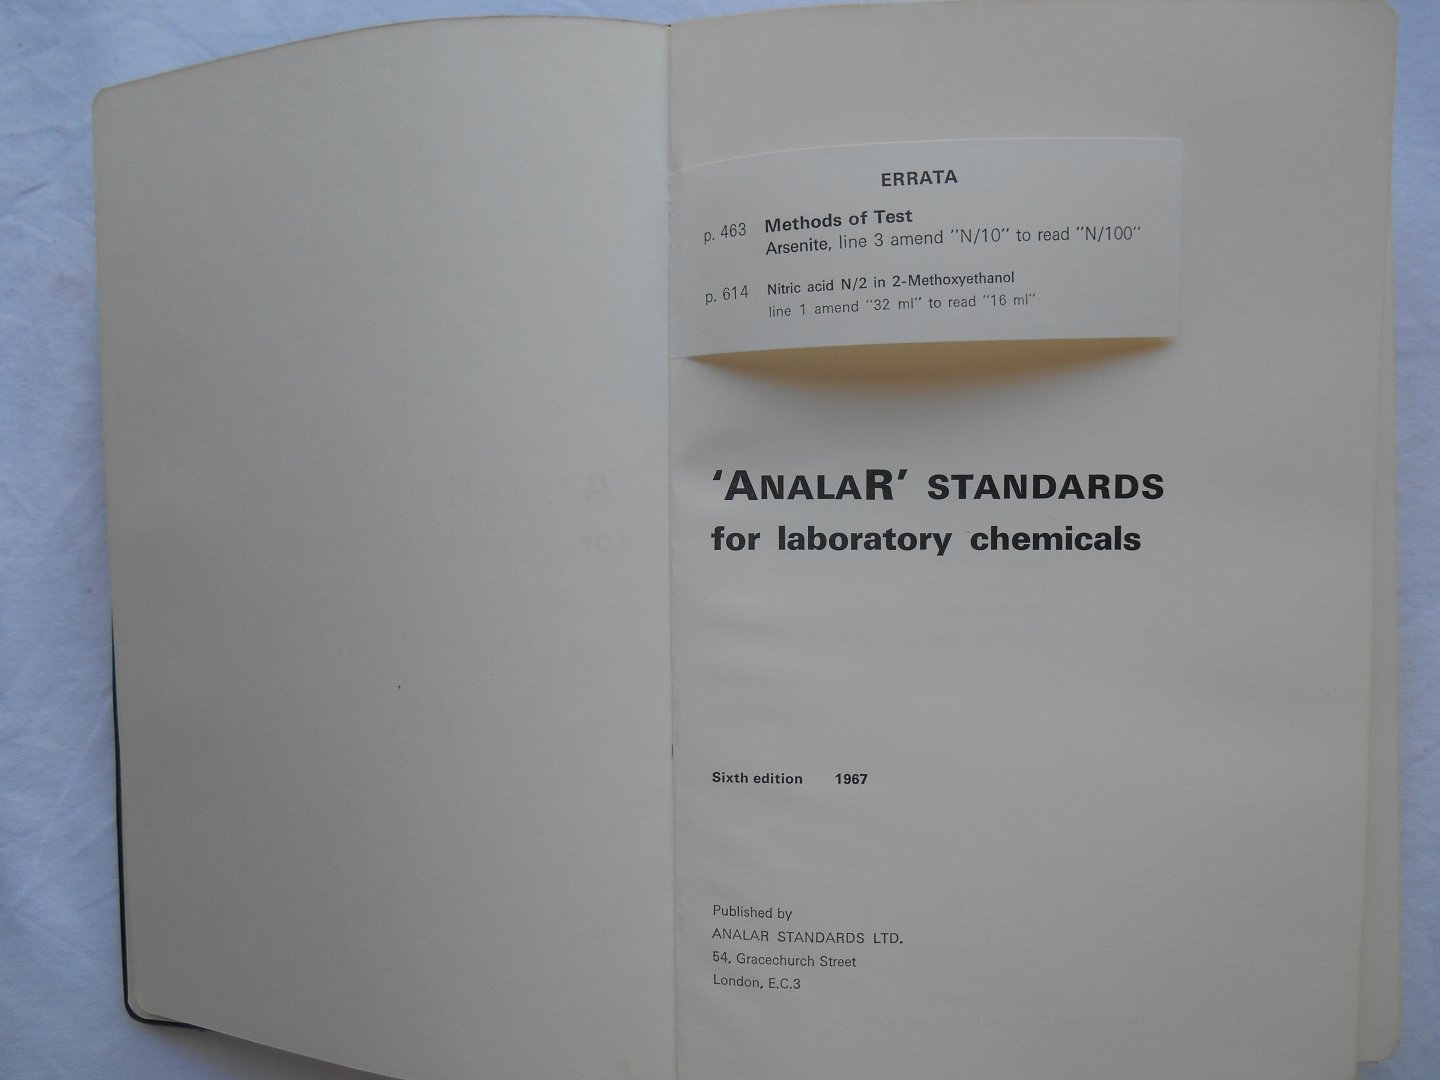 ERRATA
p. 463 Methods of Test
Arsenite, line 3 amend "N/10" to read "N/100"
p. 614 Nitric acid N/2 in 2-Methoxyethanol
line 1 amend "32 ml" to read "16 ml"
'ANALAR' STANDARDS
for laboratory chemicals
Sixth edition 1967
Published by
ANALAR STANDARDS LTD.
54, Gracechurch Street
London, E.C.3